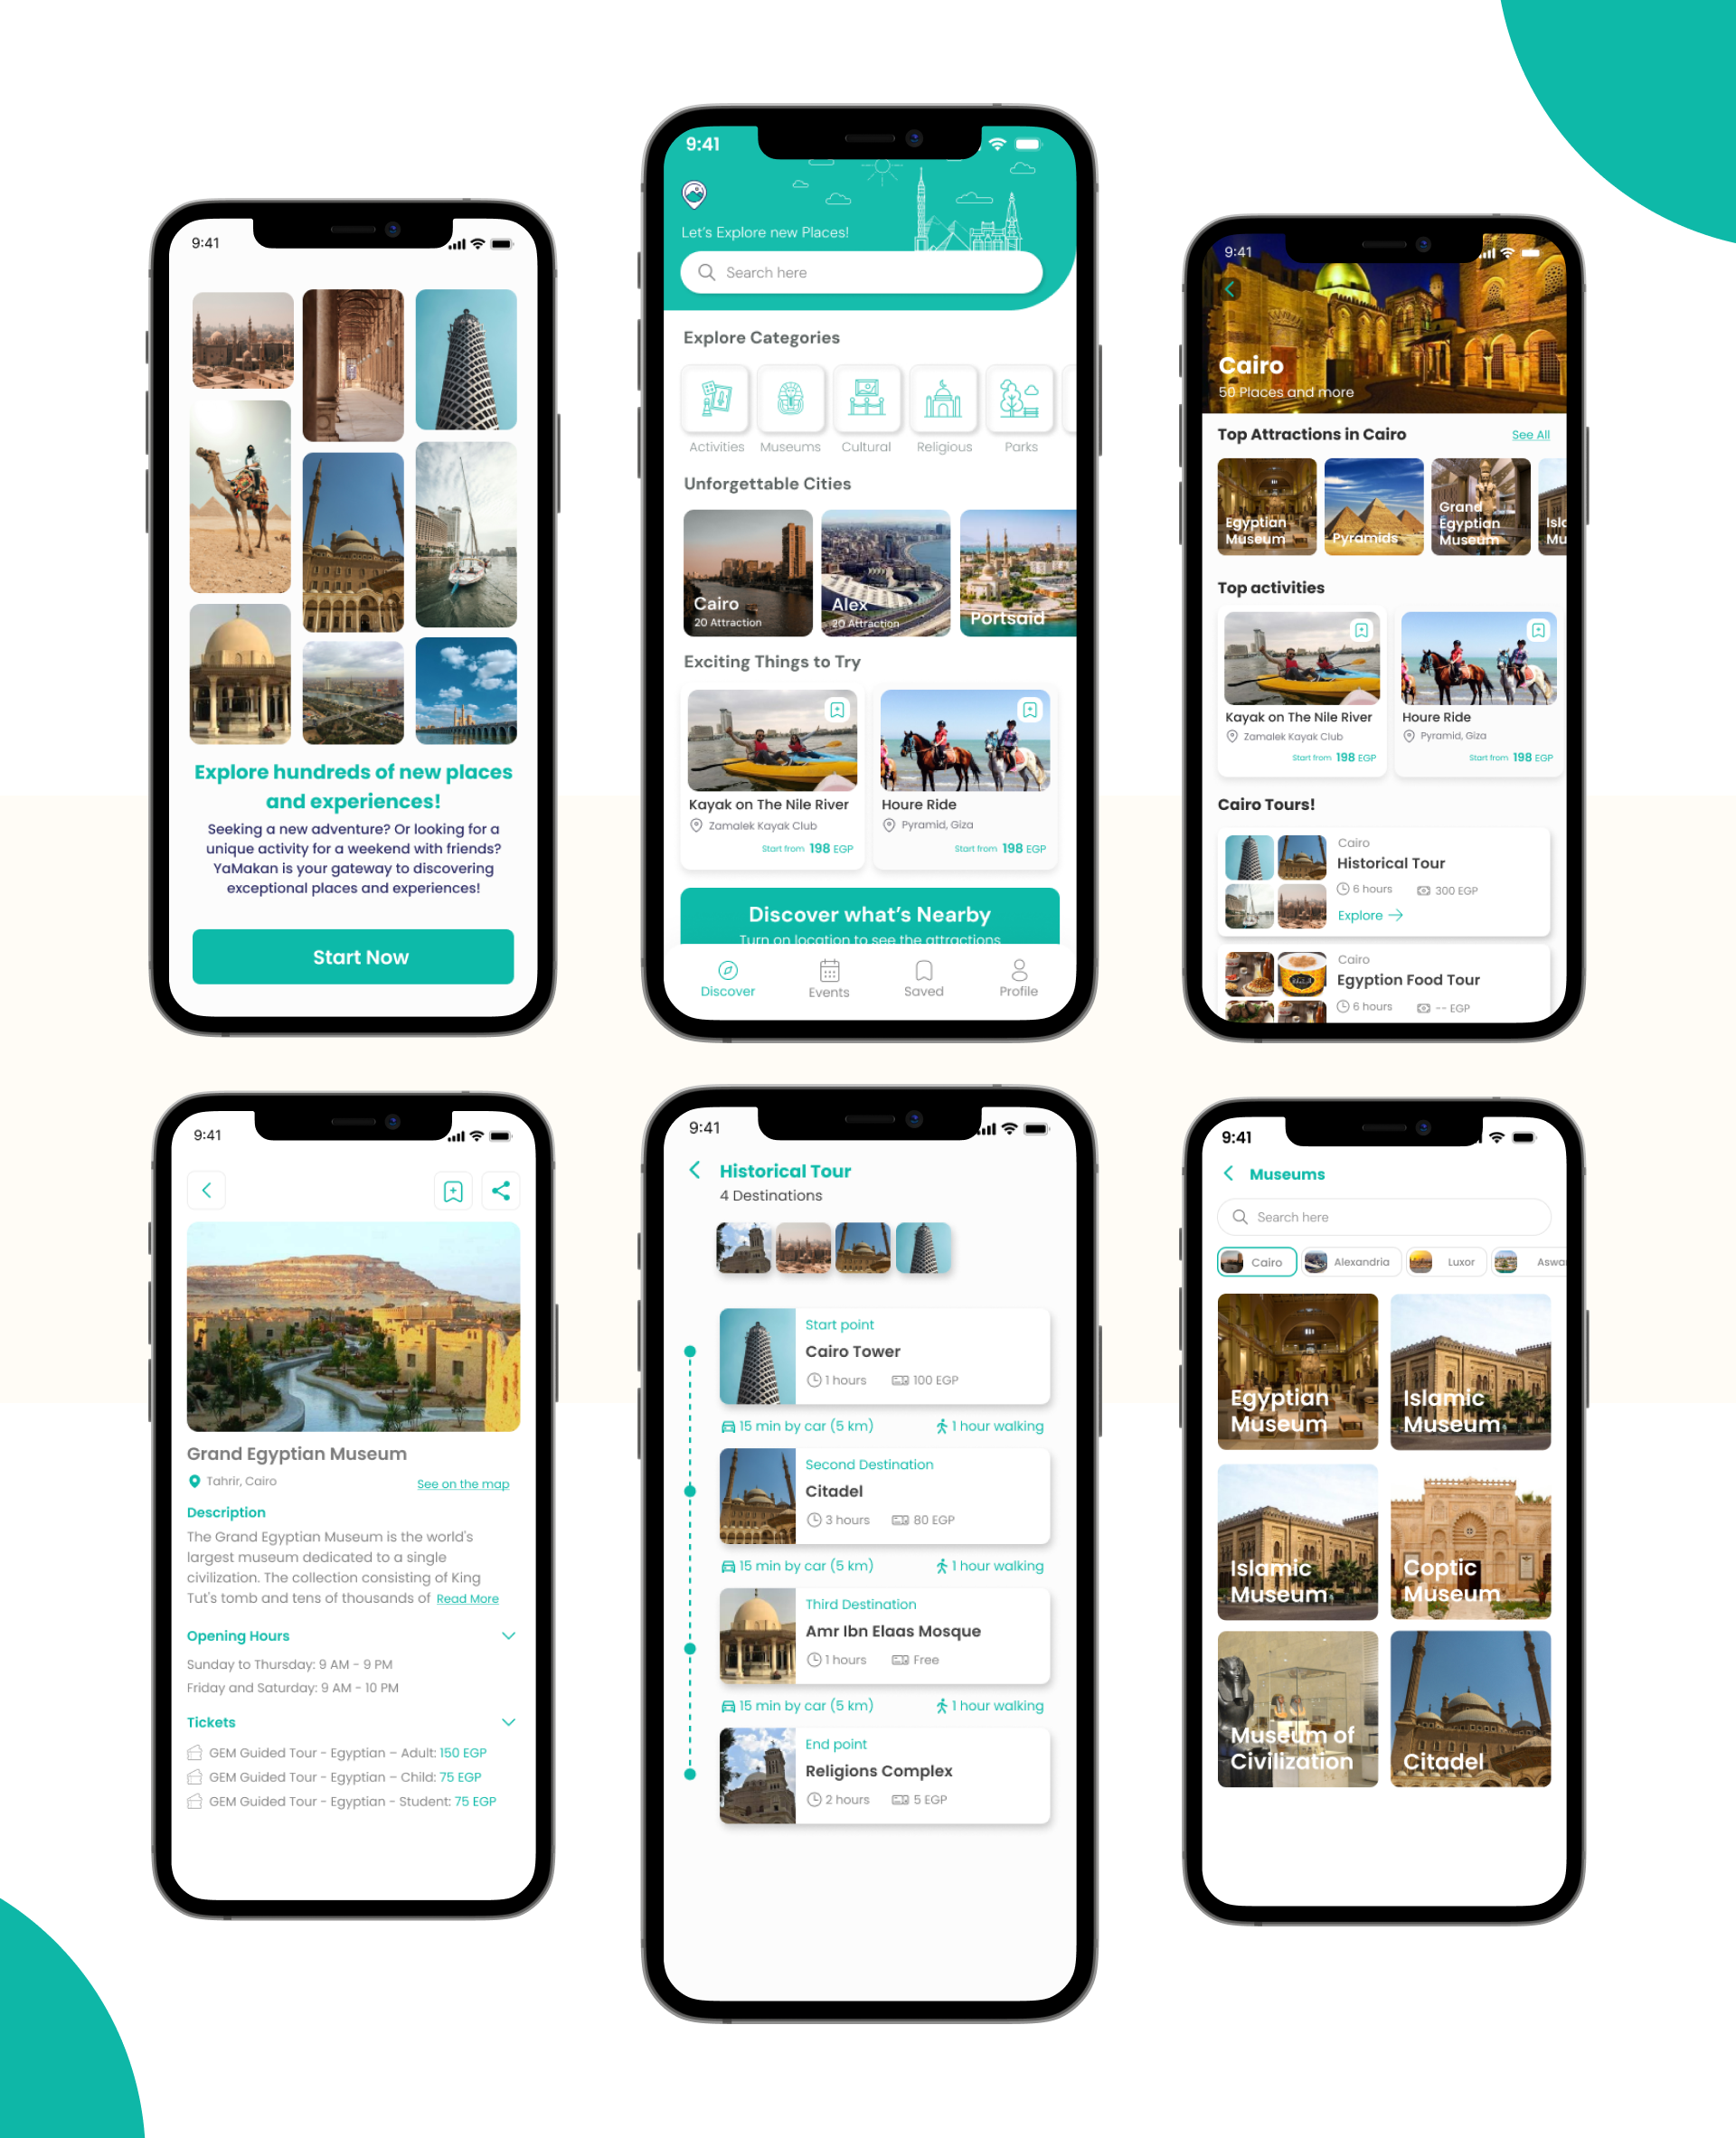 9:41
Explore hundreds of new places
and experiences!
Seeking a new adventure? Or looking for a
unique activity for a weekend with friends?
YaMakan is your gateway to discovering
exceptional places and experiences!
Start Now
9:41
Let's Explore new Places!
Search here
Explore Categories
Activities Museums Cultural Religious Parks
Unforgettable Cities
Cairo
20 Attraction
Alex
20 Attraction
Portsaid
Exciting Things to Try
Kayak on The Nile River
Zamalek Kayak Club
Start from 198 EGP
Houre Ride
Pyramid, Giza
Start from 198 EGP
Discover what's Nearby
Turn on location to see the attractions
Discover Events Saved Profile
9:41
Cairo
50 Places and more
Top Attractions in Cairo See All
Egyptian
Museum
Pyramids
Grand
Egyptian
Museum
Isla
Mu
Top activities
Kayak on The Nile River
Zamalek Kayak Club
Start from 198 EGP
Houre Ride
Pyramid, Giza
Start from 198 EGP
Cairo Tours!
Cairo
Historical Tour
6 hours 300 EGP
Explore
Cairo
Egyption Food Tour
6 hours -- EGP
9:41
Grand Egyptian Museum
Tahrir, Cairo See on the map
Description
The Grand Egyptian Museum is the world's
largest museum dedicated to a single
civilization. The collection consisting of King
Tut's tomb and tens of thousands of Read More
Opening Hours
Sunday to Thursday: 9 AM - 9 PM
Friday and Saturday: 9 AM - 10 PM
Tickets
GEM Guided Tour - Egyptian – Adult: 150 EGP
GEM Guided Tour - Egyptian – Child: 75 EGP
GEM Guided Tour - Egyptian - Student: 75 EGP
9:41
Historical Tour
4 Destinations
Start point
Cairo Tower
1 hours 100 EGP
15 min by car (5 km) 1 hour walking
Second Destination
Citadel
3 hours 80 EGP
15 min by car (5 km) 1 hour walking
Third Destination
Amr Ibn Elaas Mosque
1 hours Free
15 min by car (5 km) 1 hour walking
End point
Religions Complex
2 hours 5 EGP
9:41
Museums
Search here
Cairo Alexandria Luxor Aswa
Egyptian
Museum
Islamic
Museum
Islamic
Museum
Coptic
Museum
Museum of
Civilization
Citadel